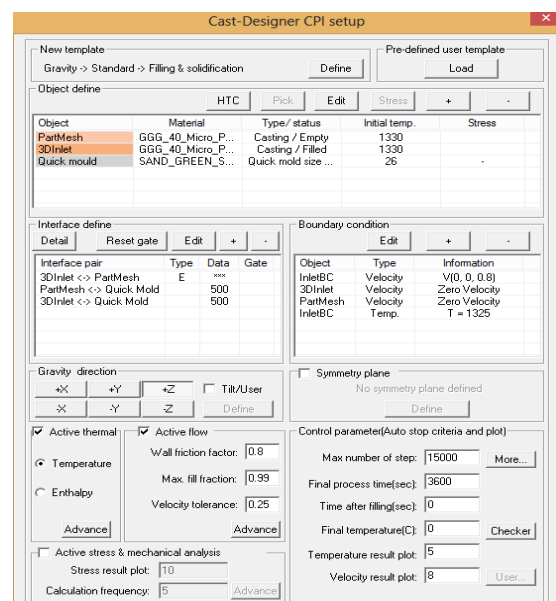 Cast-Designer CPI setup
New template
Gravity -> Standard -> Filling & solidification
Define
Pre-defined user template
Load
Object define
HTC
Pick
Edit
Stress
+
-
Object Material Type/ status Initial temp. Stress
PartMesh GGG_40_Micro_P... Casting / Empty 1330
3DInlet GGG_40_Micro_P... Casting / Filled 1330
Quick mould SAND_GREEN_S... Quick mold size ... 26 -
Interface define
Detail
Reset gate
Edit
+
-
Interface pair Type Data Gate
3DInlet <-> PartMesh E ***
PartMesh <-> Quick Mold 500
3DInlet <-> Quick Mold 500
Boundary condition
Edit
+
-
Object Type Information
InletBC Velocity V(0, 0, 0.8)
3DInlet Velocity Zero Velocity
PartMesh Velocity Zero Velocity
InletBC Temp. T = 1325
Gravity direction
+X +Y +Z Tilt/User
-X -Y -Z Define
Symmetry plane
No symmetry plane defined
Define
Active thermal
Temperature
Enthalpy
Advance
Active flow
Wall friction factor: 0.8
Max. fill fraction: 0.99
Velocity tolerance: 0.25
Advance
Control parameter(Auto stop criteria and plot)
Max number of step: 15000 More...
Final process time(sec): 3600
Time after filling(sec): 0
Final temperature(C): 0 Checker
Temperature result plot: 5
Velocity result plot: 8 User...
Active stress & mechanical analysis
Stress result plot: 10
Calculation frequency: 5 Advance